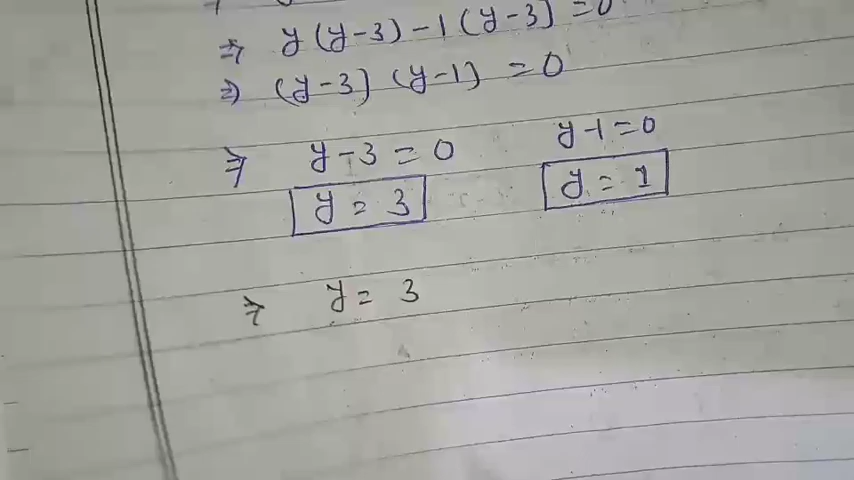 ⇒ y(y-3)-1(y-3)=0
⇒ (y-3) (y-1) = 0
⇒ y-3 = 0 y-1=0
y = 3 y = 1
⇒ y = 3